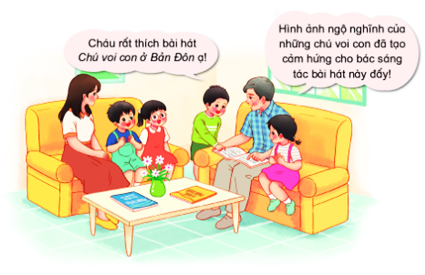 Cháu rất thích bài hát
Chú voi con ở Bản Đôn ạ!
Hình ảnh ngộ nghĩnh của
những chú voi con đã tạo
cảm hứng cho bác sáng
tác bài hát này đấy!